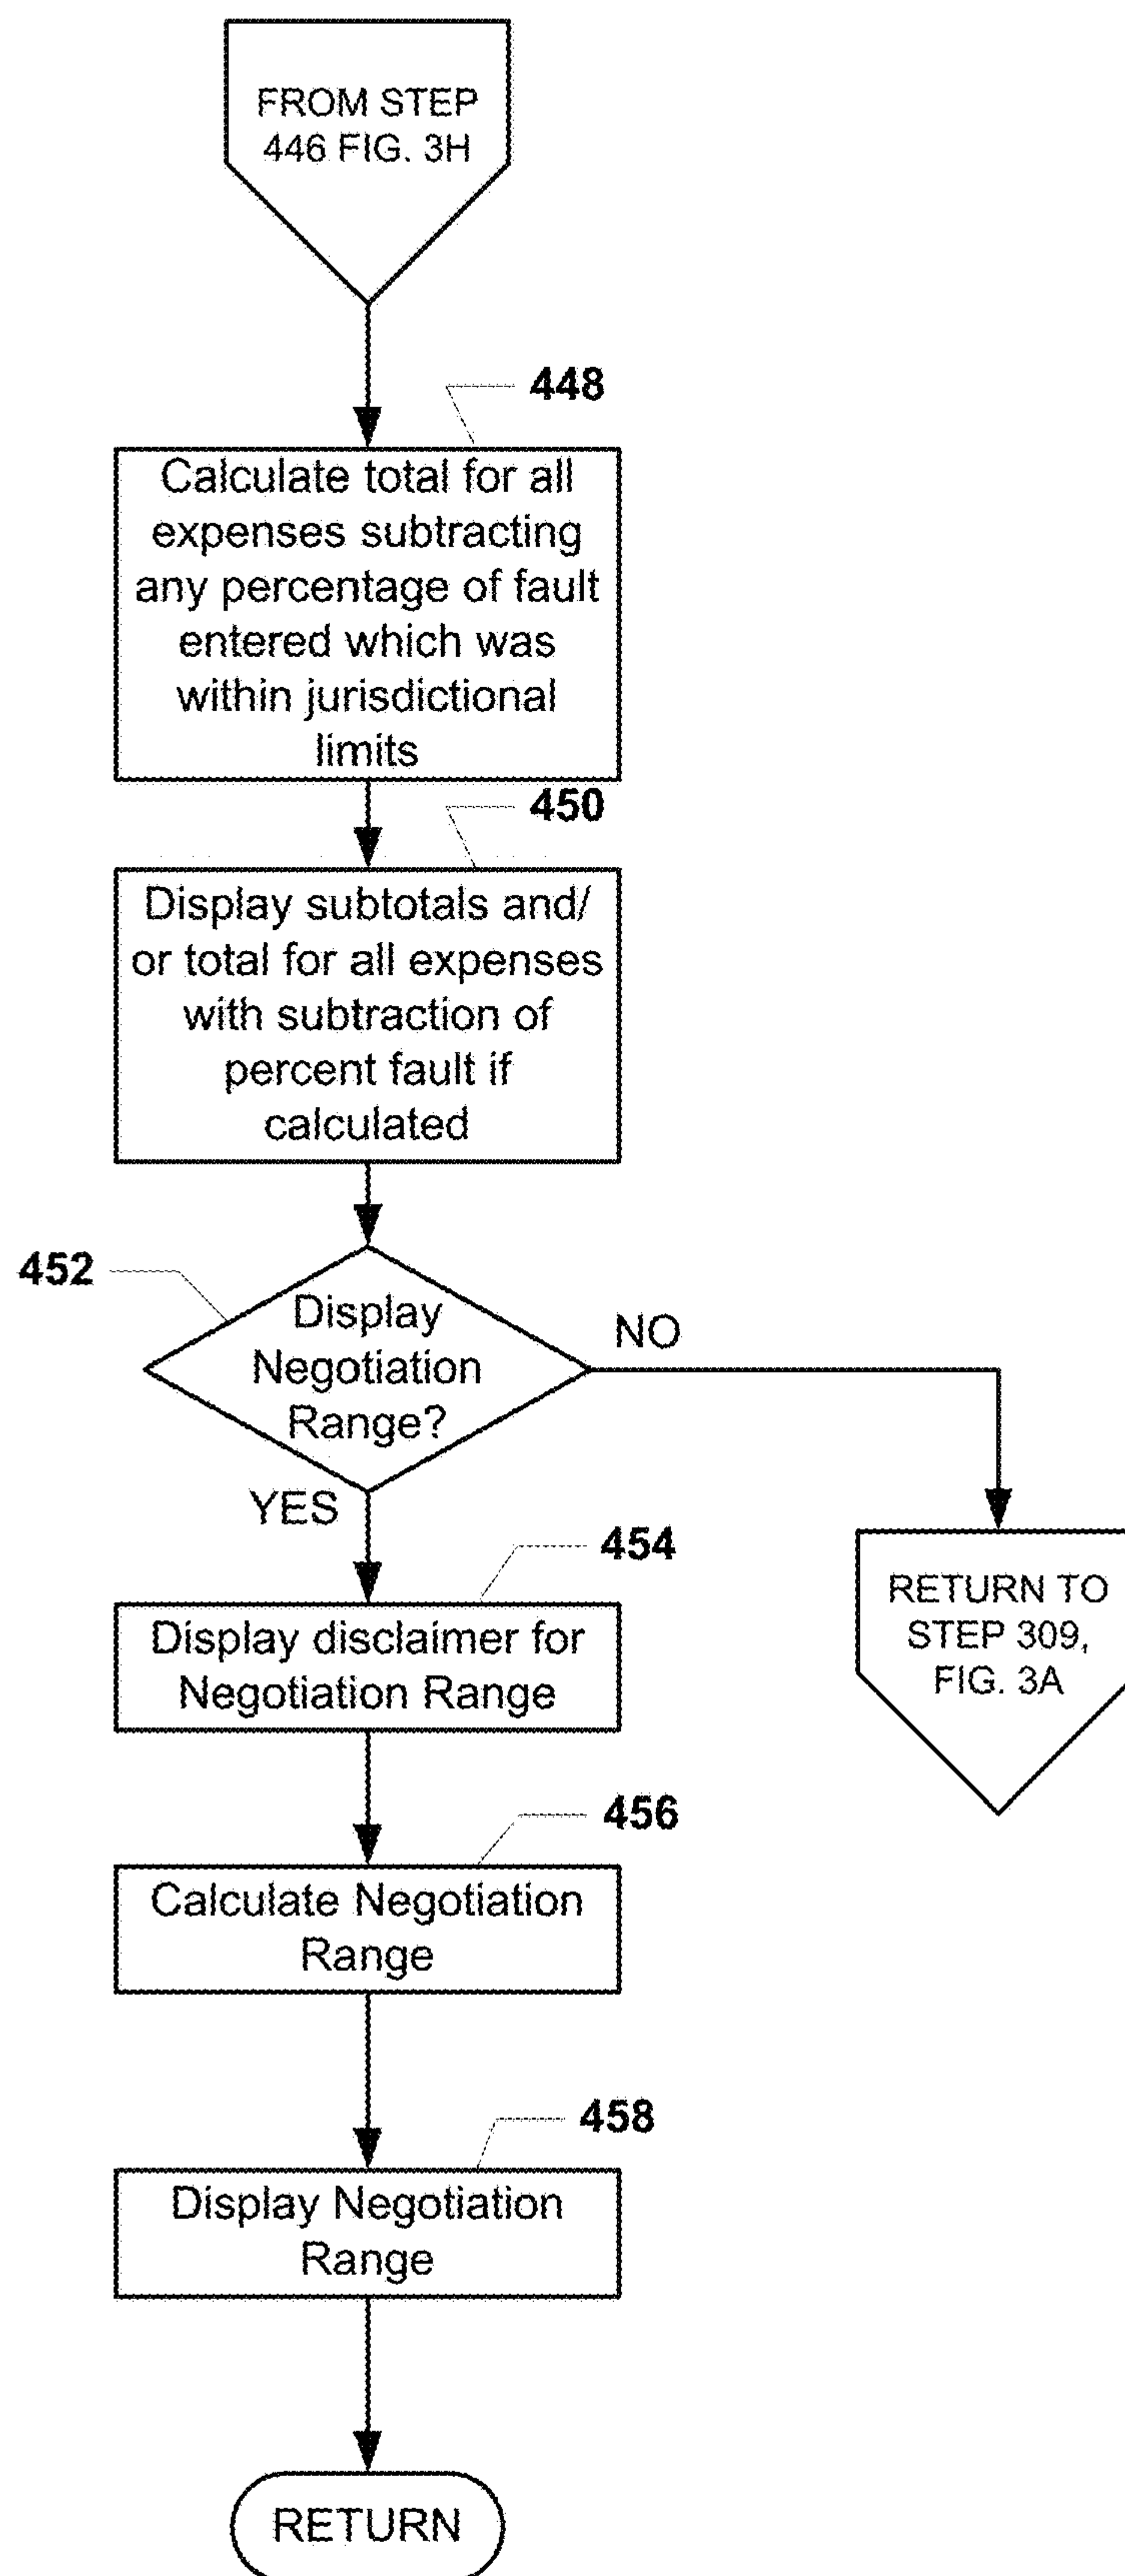 FROM STEP
446 FIG. 3H
448
Calculate total for all
expenses subtracting
any percentage of fault
entered which was
within jurisdictional
limits
450
Display subtotals and/
or total for all expenses
with subtraction of
percent fault if
calculated
452
Display
Negotiation
Range?
NO
YES
454
Display disclaimer for
Negotiation Range
RETURN TO
STEP 309,
FIG. 3A
456
Calculate Negotiation
Range
458
Display Negotiation
Range
RETURN